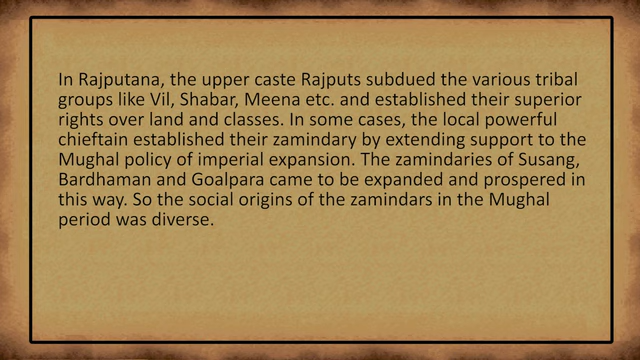 In Rajputana, the upper caste Rajputs subdued the various tribal
groups like Vil, Shabar, Meena etc. and established their superior
rights over land and classes. In some cases, the local powerful
chieftain established their zamindary by extending support to the
Mughal policy of imperial expansion. The zamindaries of Susang,
Bardhaman and Goalpara came to be expanded and prospered in
this way. So the social origins of the zamindars in the Mughal
period was diverse.